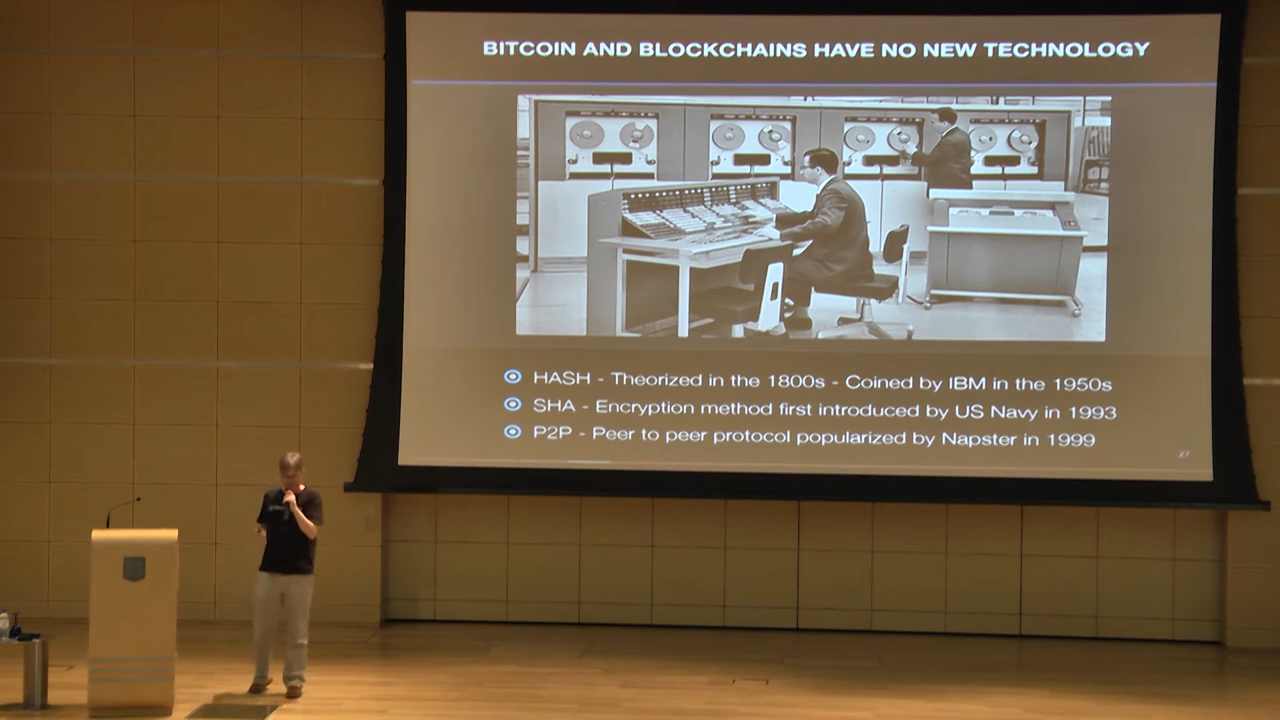 BITCOIN AND BLOCKCHAINS HAVE NO NEW TECHNOLOGY
HASH - Theorized in the 1800s - Coined by IBM in the 1950s
SHA - Encryption method first introduced by US Navy in 1993
P2P - Peer to peer protocol popularized by Napster in 1999
27